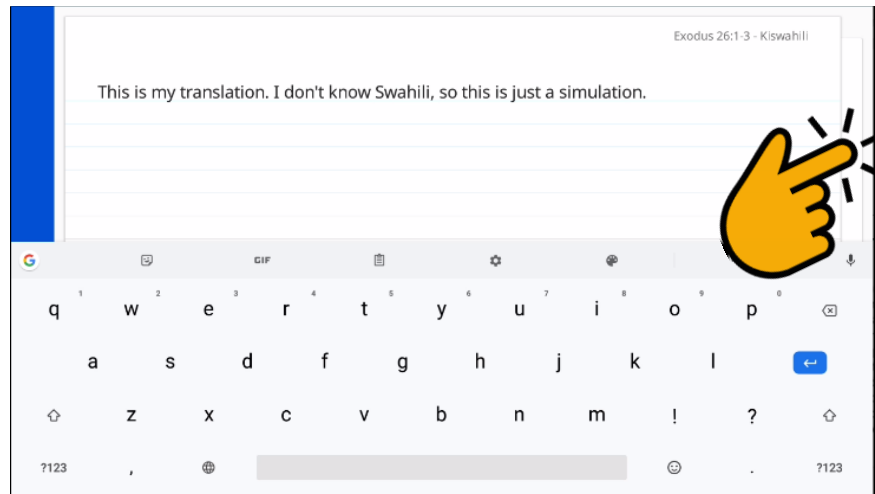 Exodus 26:1-3 - Kiswahili
This is my translation. I don't know Swahili, so this is just a simulation.
G GIF
q 1 w 2 e 3 r 4 t 5 y 6 u 7 i 8 o 9 p 0
a s d f g h j k l
z x c v b n m ! ?
?123 , . ?123